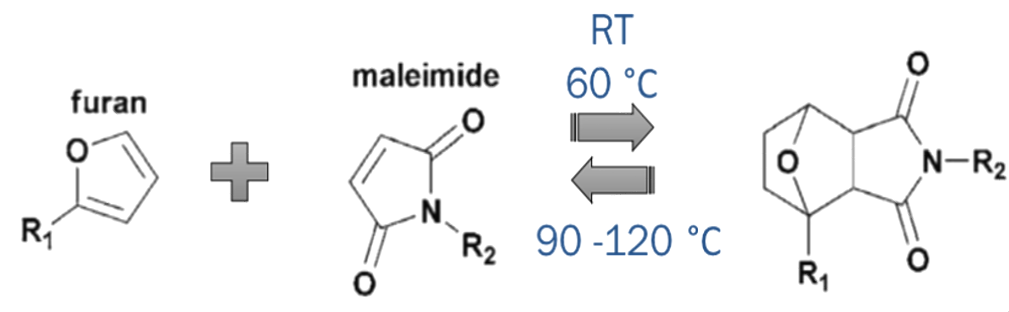 RT
60 °C
maleimide
furan
O
R1
O
N
R2
O
90 -120 °C
O
O
N
R2
O
R1